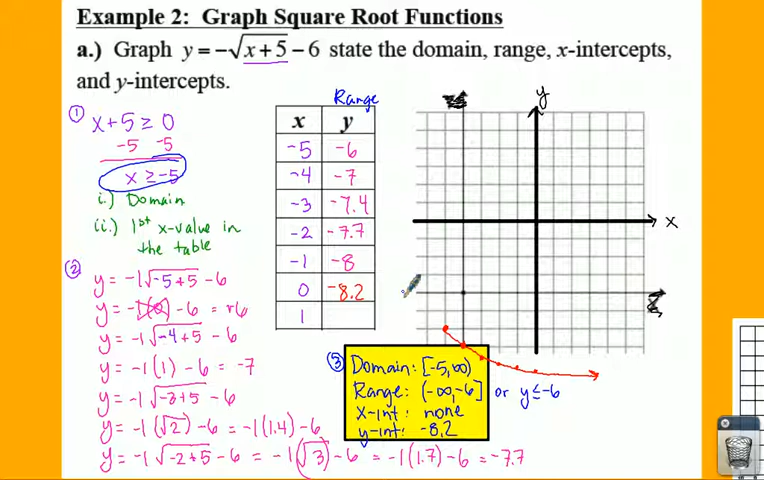 Example 2: Graph Square Root Functions
a.) Graph y = -√(x+5) - 6 state the domain, range, x-intercepts,
and y-intercepts.
① x+5 ≥ 0
-5 -5
x ≥ -5
i.) Domain
(ii.) 1st x-value in
the table
② y = -1√(-5+5) - 6
y = -1(0) - 6 = -6
y = -1√(-4+5) - 6
y = -1(1) - 6 = -7
y = -1√(-3+5) - 6
y = -1(√2) - 6 = -1(1.4) - 6
y = -1√(-2+5) - 6 = -1(√3) - 6 = -1(1.7) - 6 = -7.7
Range
x y
-5 -6
-4 -7
-3 -7.4
-2 -7.7
-1 -8
0 -8.2
1
③ Domain: [-5,∞)
Range: (-∞,-6] or y≤-6
x-int: none
y-int: -8.2
y
x